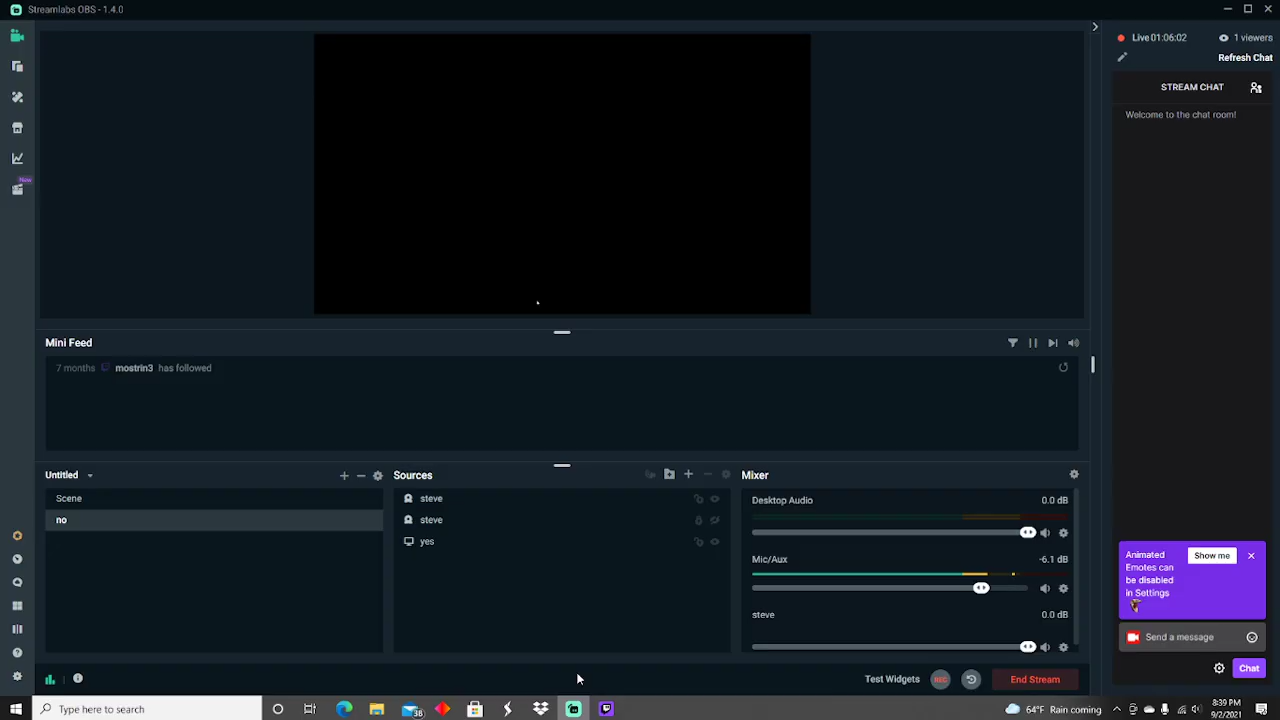 Streamlabs OBS - 1.4.0
Live 01:06:02
1 viewers
Refresh Chat
STREAM CHAT
Welcome to the chat room!
New
Mini Feed
7 months mostrin3 has followed
Untitled
Scene
no
Sources
steve
steve
yes
Mixer
Desktop Audio 0.0 dB
Mic/Aux -6.1 dB
steve 0.0 dB
Animated
Emotes can
be disabled
in Settings
Show me
Send a message
Chat
Test Widgets
REC
End Stream
Type here to search
38
64°F Rain coming
8:39 PM
9/2/2021